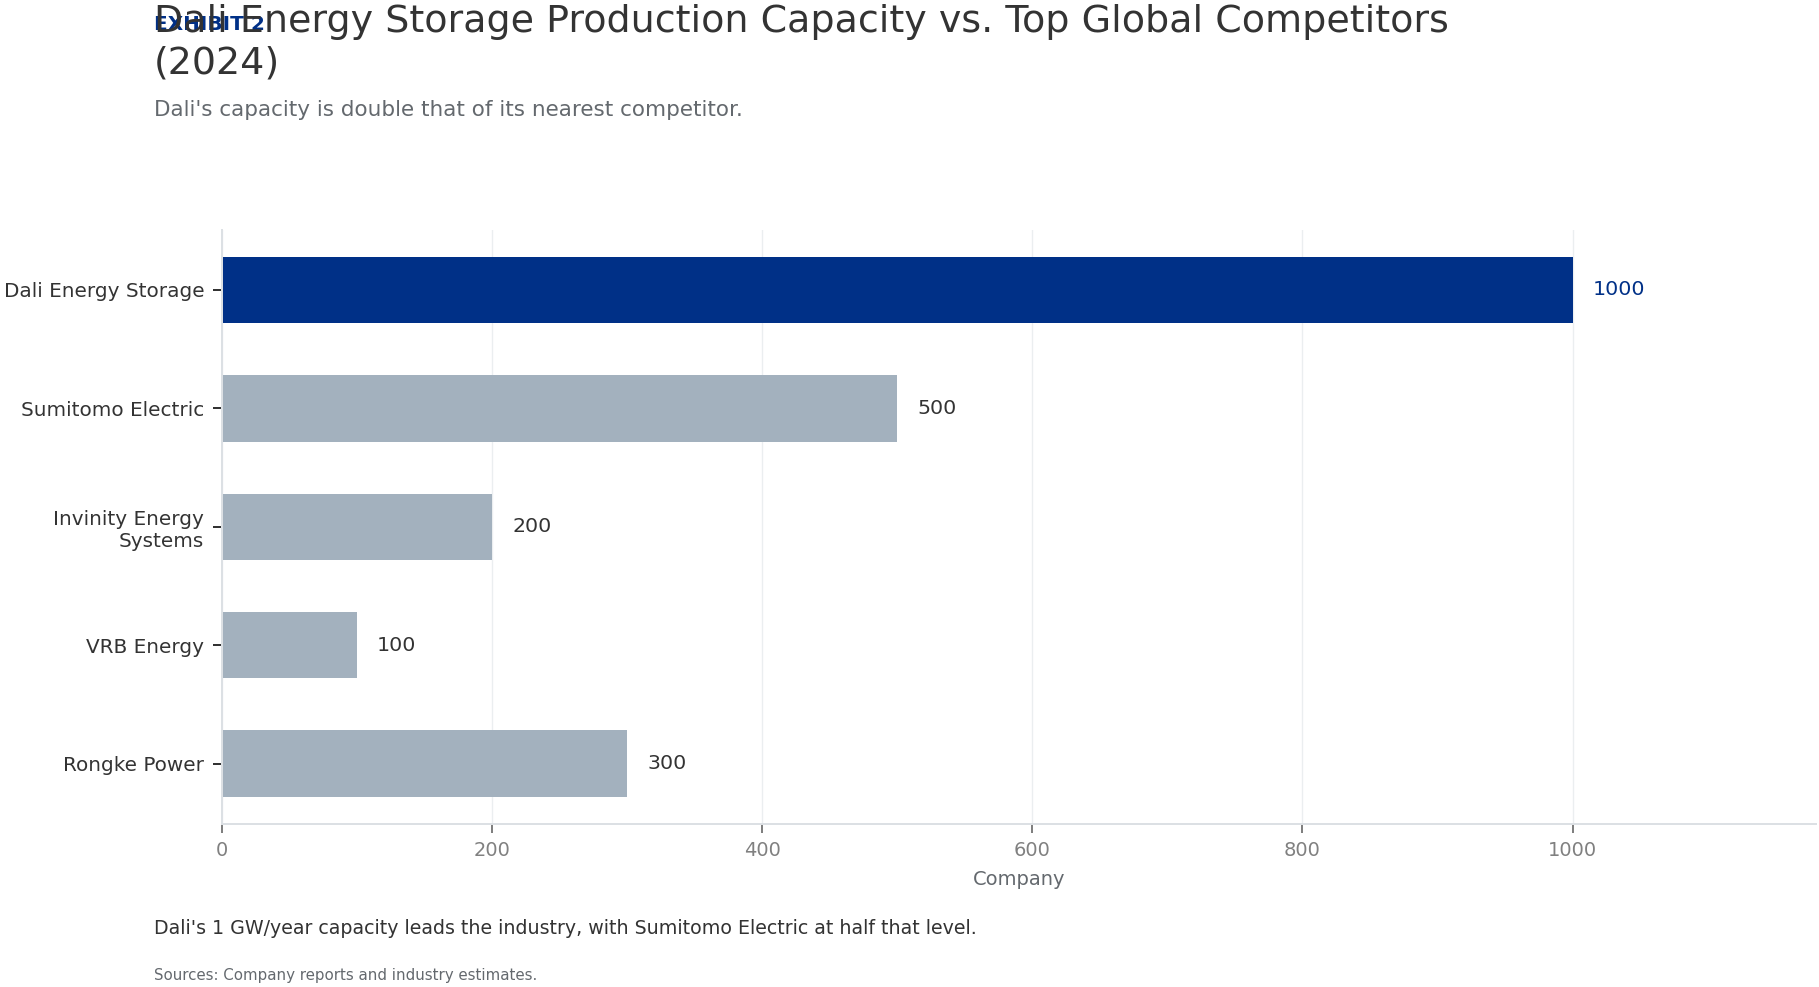 EXHIBIT 2
Dali Energy Storage Production Capacity vs. Top Global Competitors
(2024)
Dali's capacity is double that of its nearest competitor.
Dali Energy Storage
1000
Sumitomo Electric
500
Invinity Energy
Systems
200
VRB Energy
100
Rongke Power
300
0 200 400 600 800 1000
Company
Dali's 1 GW/year capacity leads the industry, with Sumitomo Electric at half that level.
Sources: Company reports and industry estimates.